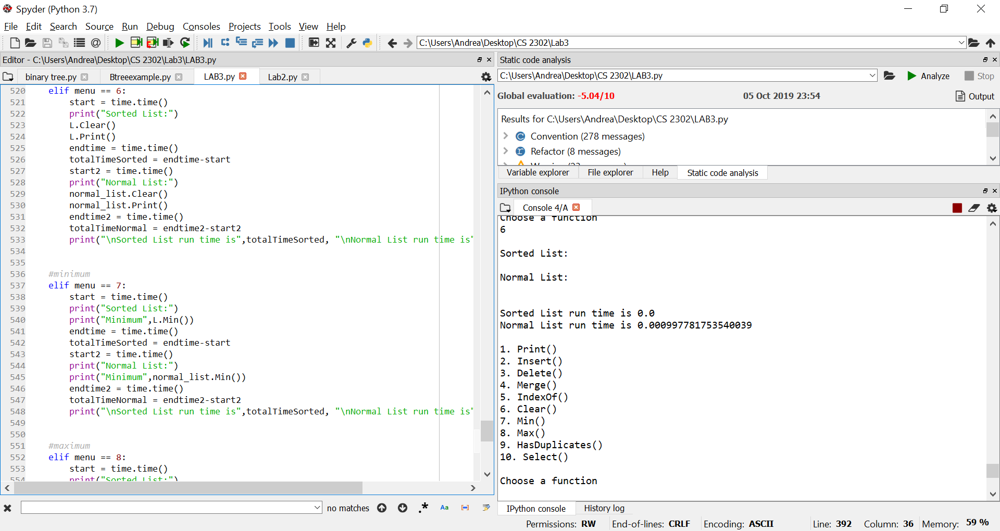 Spyder (Python 3.7)
File Edit Search Source Run Debug Consoles Projects Tools View Help
C:\Users\Andrea\Desktop\CS 2302\Lab3
Editor - C:\Users\Andrea\Desktop\CS 2302\Lab3\LAB3.py
binary tree.py Btreeexample.py LAB3.py Lab2.py
520 elif menu == 6:
521 start = time.time()
522 print("Sorted List:")
523 L.Clear()
524 L.Print()
525 endtime = time.time()
526 totalTimeSorted = endtime-start
527 start2 = time.time()
528 print("Normal List:")
529 normal_list.Clear()
530 normal_list.Print()
531 endtime2 = time.time()
532 totalTimeNormal = endtime2-start2
533 print("\nSorted List run time is",totalTimeSorted, "\nNormal List run time is"
534
535
536 #minimum
537 elif menu == 7:
538 start = time.time()
539 print("Sorted List:")
540 print("Minimum",L.Min())
541 endtime = time.time()
542 totalTimeSorted = endtime-start
543 start2 = time.time()
544 print("Normal List:")
545 print("Minimum",normal_list.Min())
546 endtime2 = time.time()
547 totalTimeNormal = endtime2-start2
548 print("\nSorted List run time is",totalTimeSorted, "\nNormal List run time is"
549
550
551 #maximum
552 elif menu == 8:
553 start = time.time()
554 print("Sorted List:")
no matches
.* Aa
Static code analysis
C:\Users\Andrea\Desktop\CS 2302\LAB3.py Analyze Stop
Global evaluation: -5.04/10 05 Oct 2019 23:54 Output
Results for C:\Users\Andrea\Desktop\CS 2302\LAB3.py
Convention (278 messages)
Refactor (8 messages)
Variable explorer File explorer Help Static code analysis
IPython console
Console 4/A
Choose a function
6
Sorted List:
Normal List:
Sorted List run time is 0.0
Normal List run time is 0.000997781753540039
1. Print()
2. Insert()
3. Delete()
4. Merge()
5. IndexOf()
6. Clear()
7. Min()
8. Max()
9. HasDuplicates()
10. Select()
Choose a function
IPython console History log
Permissions: RW End-of-lines: CRLF Encoding: ASCII Line: 392 Column: 36 Memory: 59 %